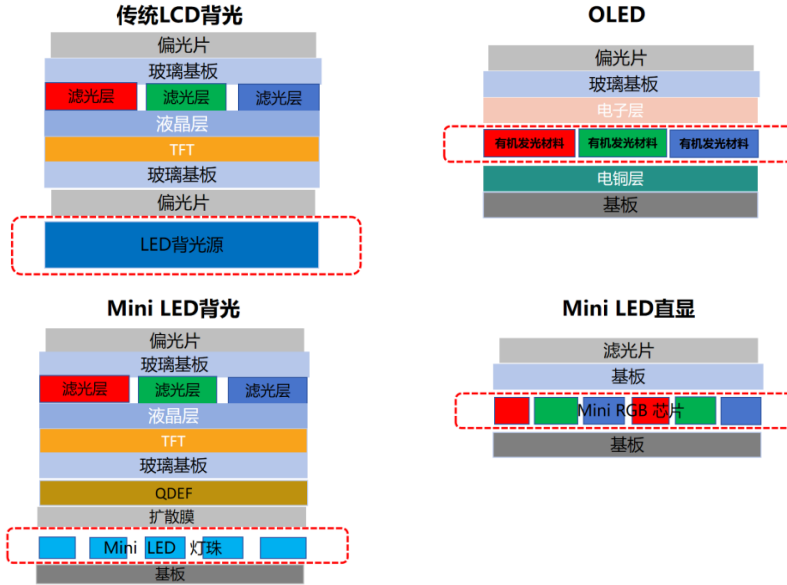 传统LCD背光
偏光片
玻璃基板
滤光层 滤光层 滤光层
液晶层
TFT
玻璃基板
偏光片
LED背光源
OLED
偏光片
玻璃基板
电子层
有机发光材料 有机发光材料 有机发光材料
电铜层
基板
Mini LED背光
偏光片
玻璃基板
滤光层 滤光层 滤光层
液晶层
TFT
玻璃基板
QDEF
扩散膜
Mini LED 灯珠
基板
Mini LED直显
滤光片
基板
Mini RGB 芯片
基板